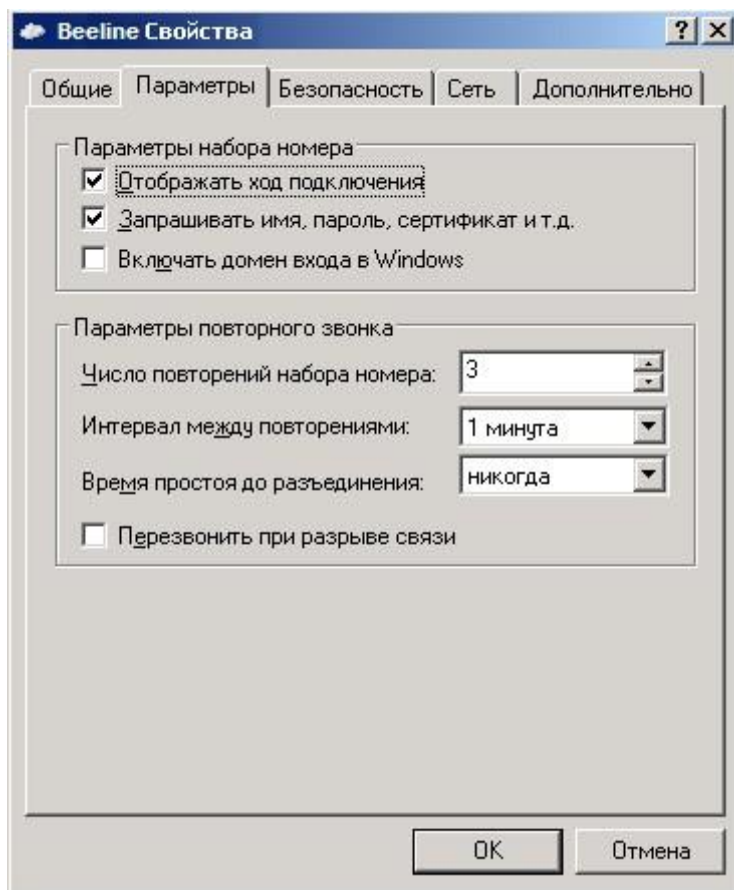 Beeline Свойства
Общие Параметры Безопасность Сеть Дополнительно
Параметры набора номера
Отображать ход подключения
Запрашивать имя, пароль, сертификат и т.д.
Включать домен входа в Windows
Параметры повторного звонка
Число повторений набора номера: 3
Интервал между повторениями: 1 минута
Время простоя до разъединения: никогда
Перезвонить при разрыве связи
OK Отмена